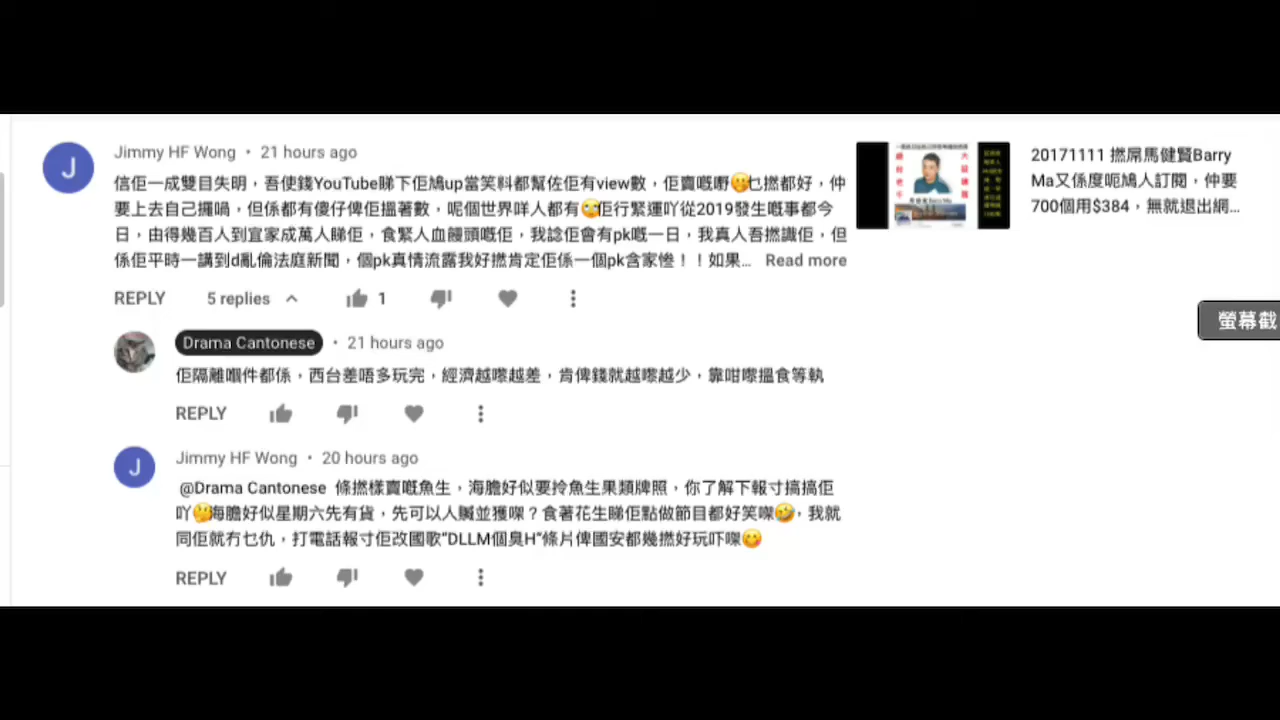 Jimmy HF Wong • 21 hours ago
信佢一成雙目失明，吾使錢YouTube睇下佢鳩up當笑料都幫佐佢有view數，佢賣嘅嘢🤫乜撚都好，仲
要上去自己攞喎，但係都有傻仔俾佢搵著數，呢個世界咩人都有🥱佢行緊運吖從2019發生嘅事都今
日，由得幾百人到宜家成萬人睇佢，食緊人血饅頭嘅佢，我諗佢會有pk嘅一日，我真人吾撚識佢，但
係佢平時一講到d亂倫法庭新聞，個pk真情流露我好撚肯定佢係一個pk含家慘！！如果... Read more
REPLY 5 replies 1
Drama Cantonese • 21 hours ago
佢隔離嗰件都係，西台差唔多玩完，經濟越嚟越差，肯俾錢就越嚟越少，靠咁嚟搵食等執
REPLY
Jimmy HF Wong • 20 hours ago
@Drama Cantonese 條撚樣賣嘅魚生，海膽好似要拎魚生果類牌照，你了解下報寸搞搞佢
吖🤔海膽好似星期六先有貨，先可以人贓並獲㗎？食著花生睇佢點做節目都好笑㗎🤣，我就
同佢就冇乜仇，打電話報寸佢改國歌“DLLM個臭H”條片俾國安都幾撚好玩吓㗎😋
REPLY
20171111 撚屌馬健賢Barry
Ma又係度呃鳩人訂閱，仲要
700個用$384，無就退出網...
螢幕截